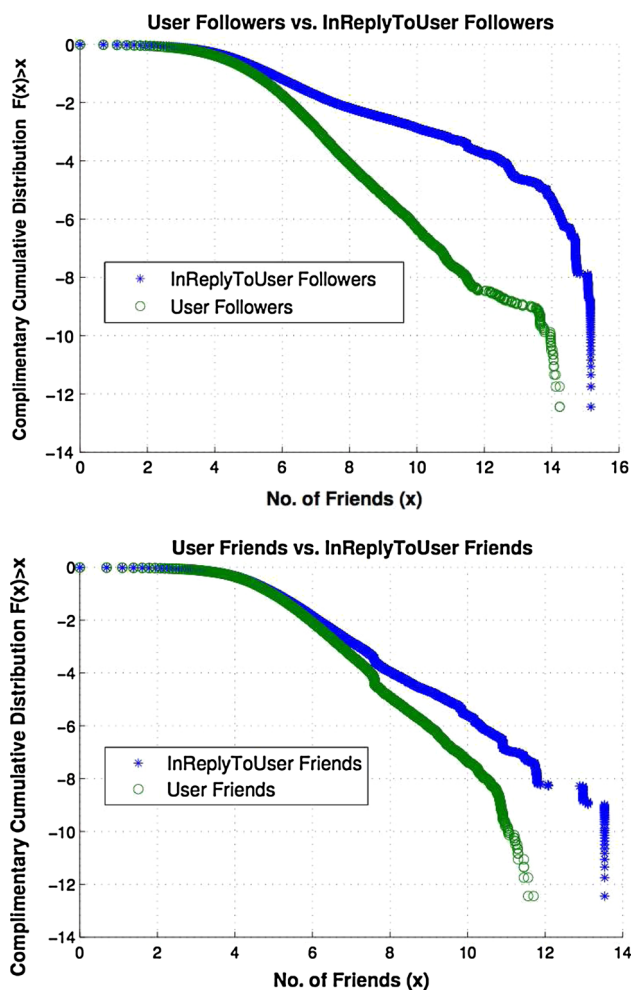 User Followers vs. InReplyToUser Followers
Complimentary Cumulative Distribution F(x)>x
0
−2
−4
−6
−8
−10
−12
−14
InReplyToUser Followers
User Followers
0 2 4 6 8 10 12 14 16
No. of Friends (x)
User Friends vs. InReplyToUser Friends
Complimentary Cumulative Distribution F(x)>x
0
−2
−4
−6
−8
−10
−12
−14
InReplyToUser Friends
User Friends
0 2 4 6 8 10 12 14
No. of Friends (x)